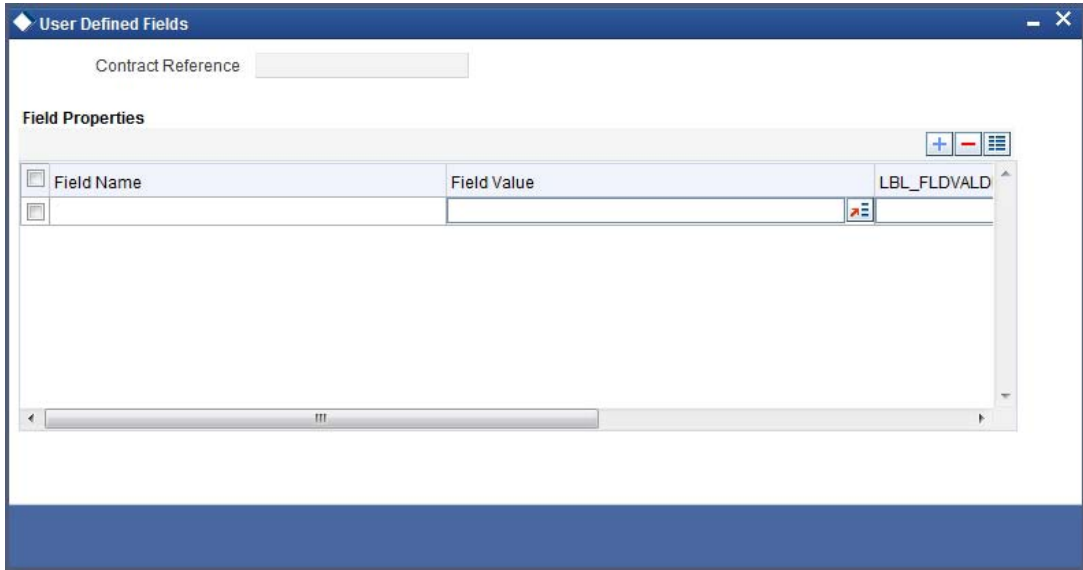 User Defined Fields
Contract Reference
Field Properties
Field Name Field Value LBL_FLDVALD